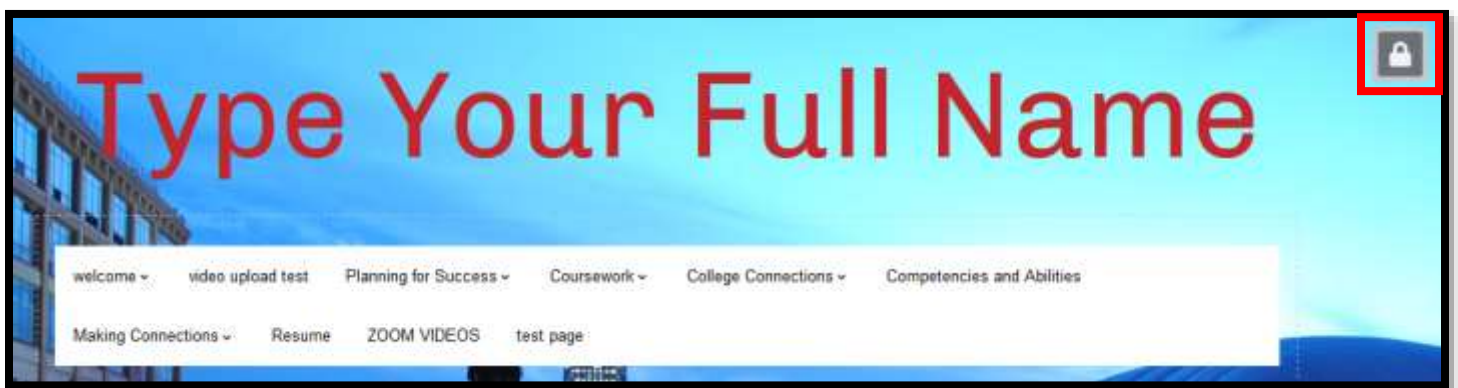 Type Your Full Name
welcome video upload test Planning for Success Coursework College Connections Competencies and Abilities
Making Connections Resume ZOOM VIDEOS test page